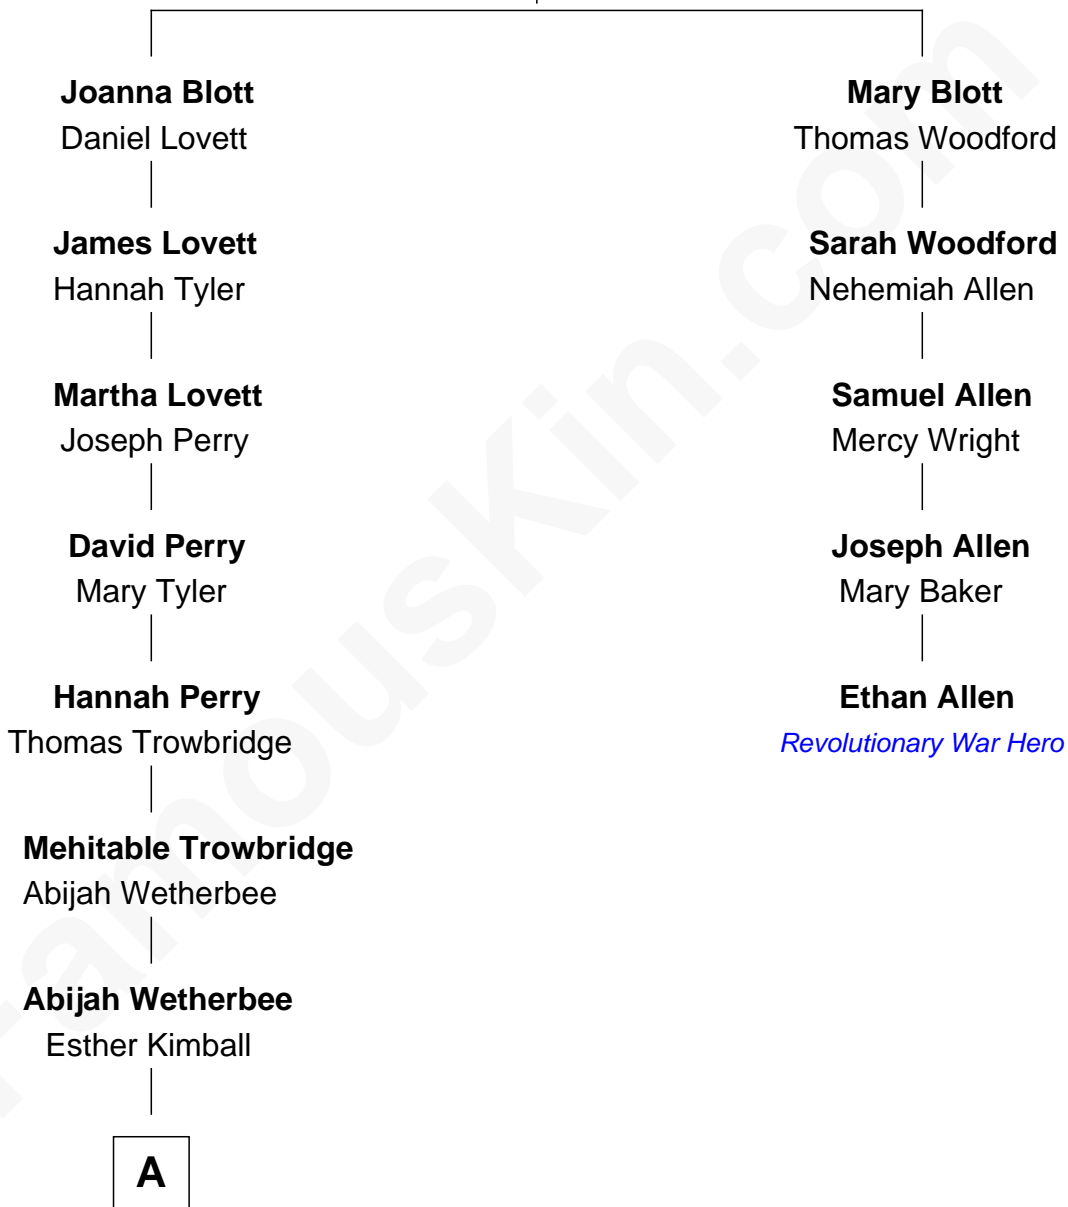 Joanna Blott
Daniel Lovett
Mary Blott
Thomas Woodford
James Lovett
Hannah Tyler
Sarah Woodford
Nehemiah Allen
Martha Lovett
Joseph Perry
Samuel Allen
Mercy Wright
David Perry
Mary Tyler
Joseph Allen
Mary Baker
Hannah Perry
Thomas Trowbridge
Ethan Allen
Revolutionary War Hero
Mehitable Trowbridge
Abijah Wetherbee
Abijah Wetherbee
Esther Kimball
A
FamousKin.com